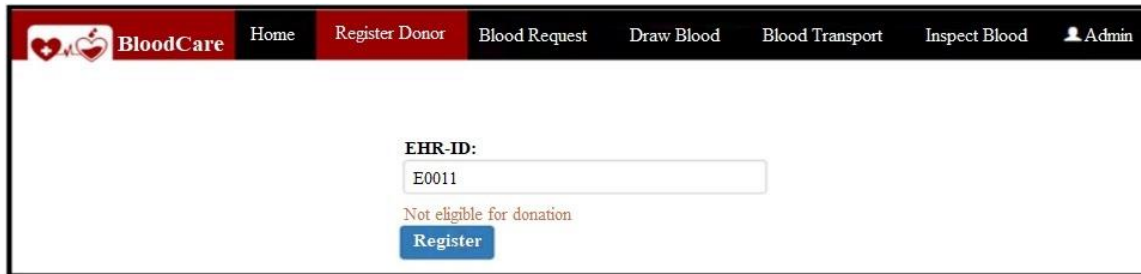 BloodCare Home Register Donor Blood Request Draw Blood Blood Transport Inspect Blood Admin
EHR-ID:
E0011
Not eligible for donation
Register